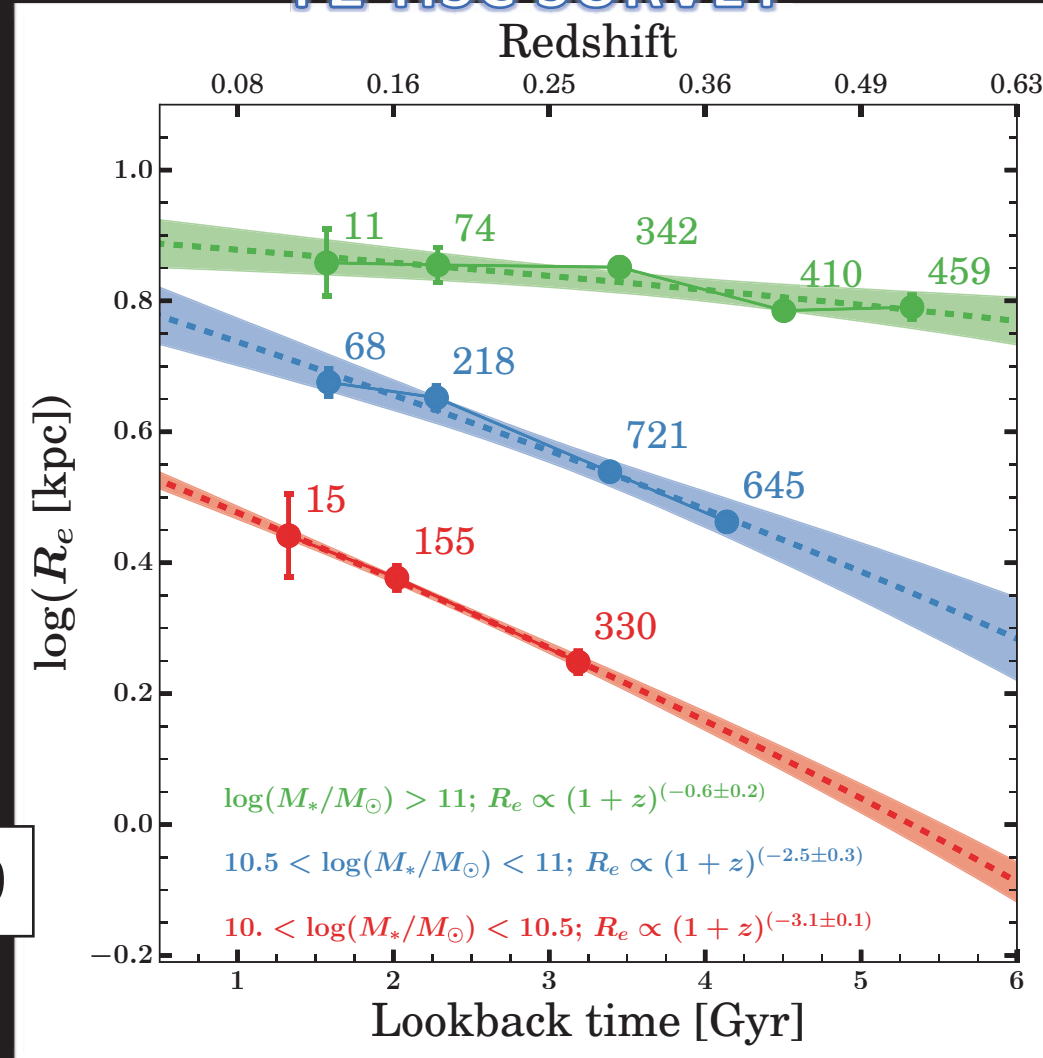 Redshift
0.08 0.16 0.25 0.36 0.49 0.63
1.0
0.8
0.6
0.4
0.2
0.0
−0.2
log(Rₑ [kpc])
11 74 342 410 459
68 218 721 645
15 155 330
log(M∗/M⊙) > 11; Rₑ ∝ (1 + z)^(−0.6±0.2)
10.5 < log(M∗/M⊙) < 11; Rₑ ∝ (1 + z)^(−2.5±0.3)
10. < log(M∗/M⊙) < 10.5; Rₑ ∝ (1 + z)^(−3.1±0.1)
1 2 3 4 5 6
Lookback time [Gyr]